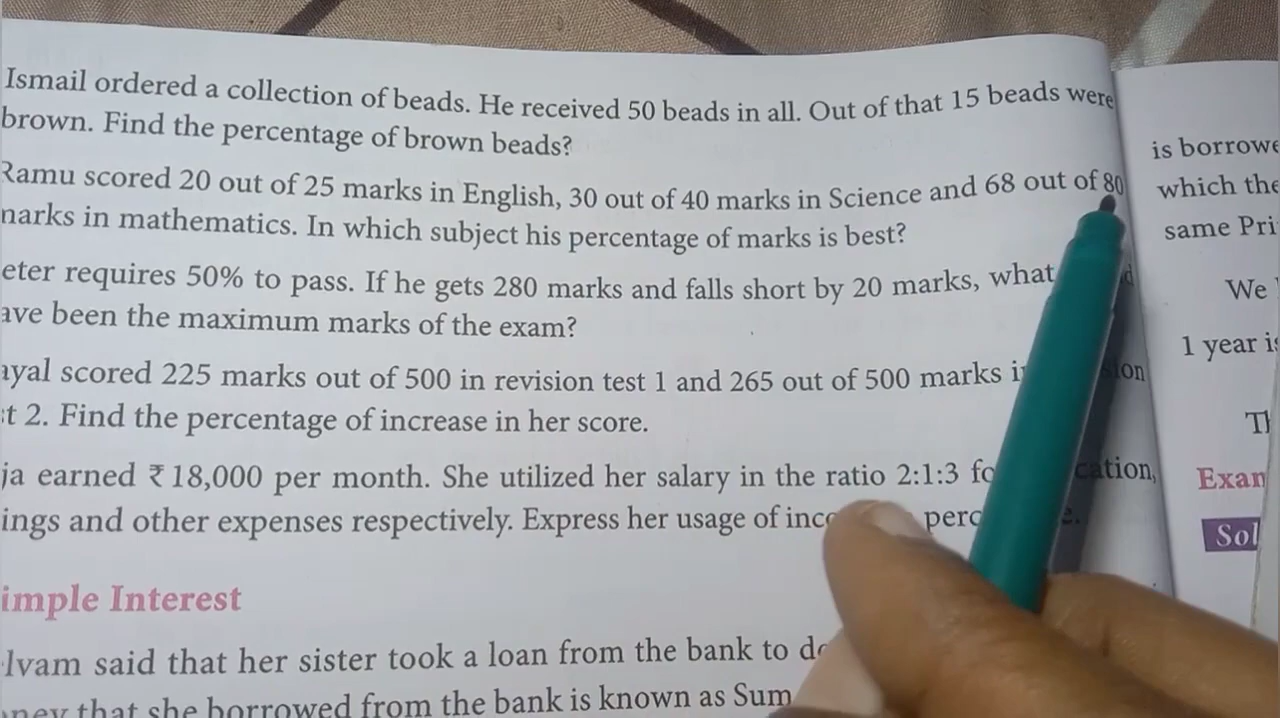 Ismail ordered a collection of beads. He received 50 beads in all. Out of that 15 beads were
brown. Find the percentage of brown beads?
Ramu scored 20 out of 25 marks in English, 30 out of 40 marks in Science and 68 out of 80
marks in mathematics. In which subject his percentage of marks is best?
eter requires 50% to pass. If he gets 280 marks and falls short by 20 marks, what
ave been the maximum marks of the exam?
ayal scored 225 marks out of 500 in revision test 1 and 265 out of 500 marks in
t 2. Find the percentage of increase in her score.
ja earned ₹18,000 per month. She utilized her salary in the ratio 2:1:3 fo cation,
ings and other expenses respectively. Express her usage of inco perc
imple Interest
lvam said that her sister took a loan from the bank to
ney that she borrowed from the bank is known as Sum
is borrowe
which the
same Pri
We
1 year is
Th
Exam
Sol